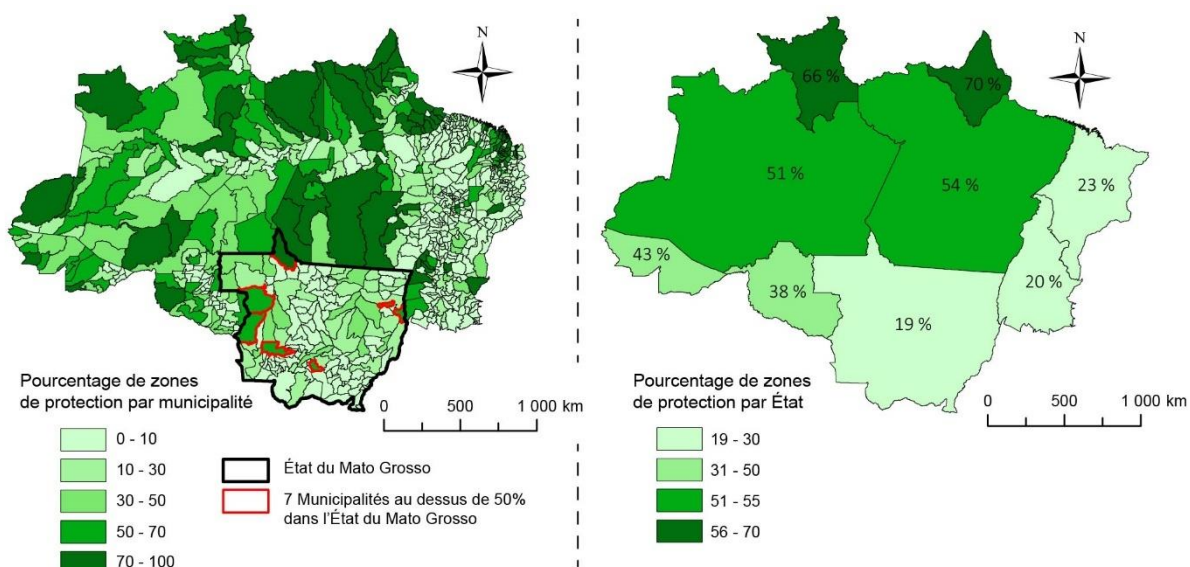 N
Pourcentage de zones
de protection par municipalité
0 - 10
10 - 30
30 - 50
50 - 70
70 - 100
0 500 1 000 km
État du Mato Grosso
7 Municipalités au dessus de 50%
dans l'État du Mato Grosso
N
66 %
70 %
51 %
54 %
23 %
43 %
38 %
20 %
19 %
Pourcentage de zones
de protection par État
19 - 30
31 - 50
51 - 55
56 - 70
0 500 1 000 km